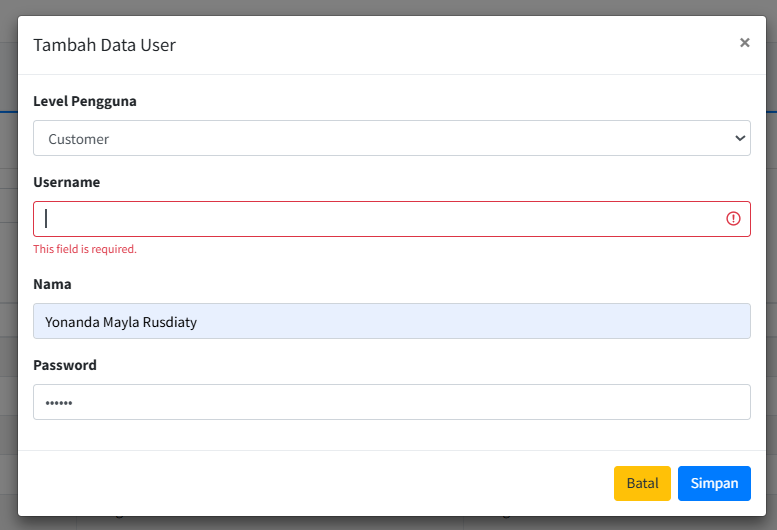 Tambah Data User
×
Level Pengguna
Customer
Username
This field is required.
Nama
Yonanda Mayla Rusdiaty
Password
••••••
Batal Simpan